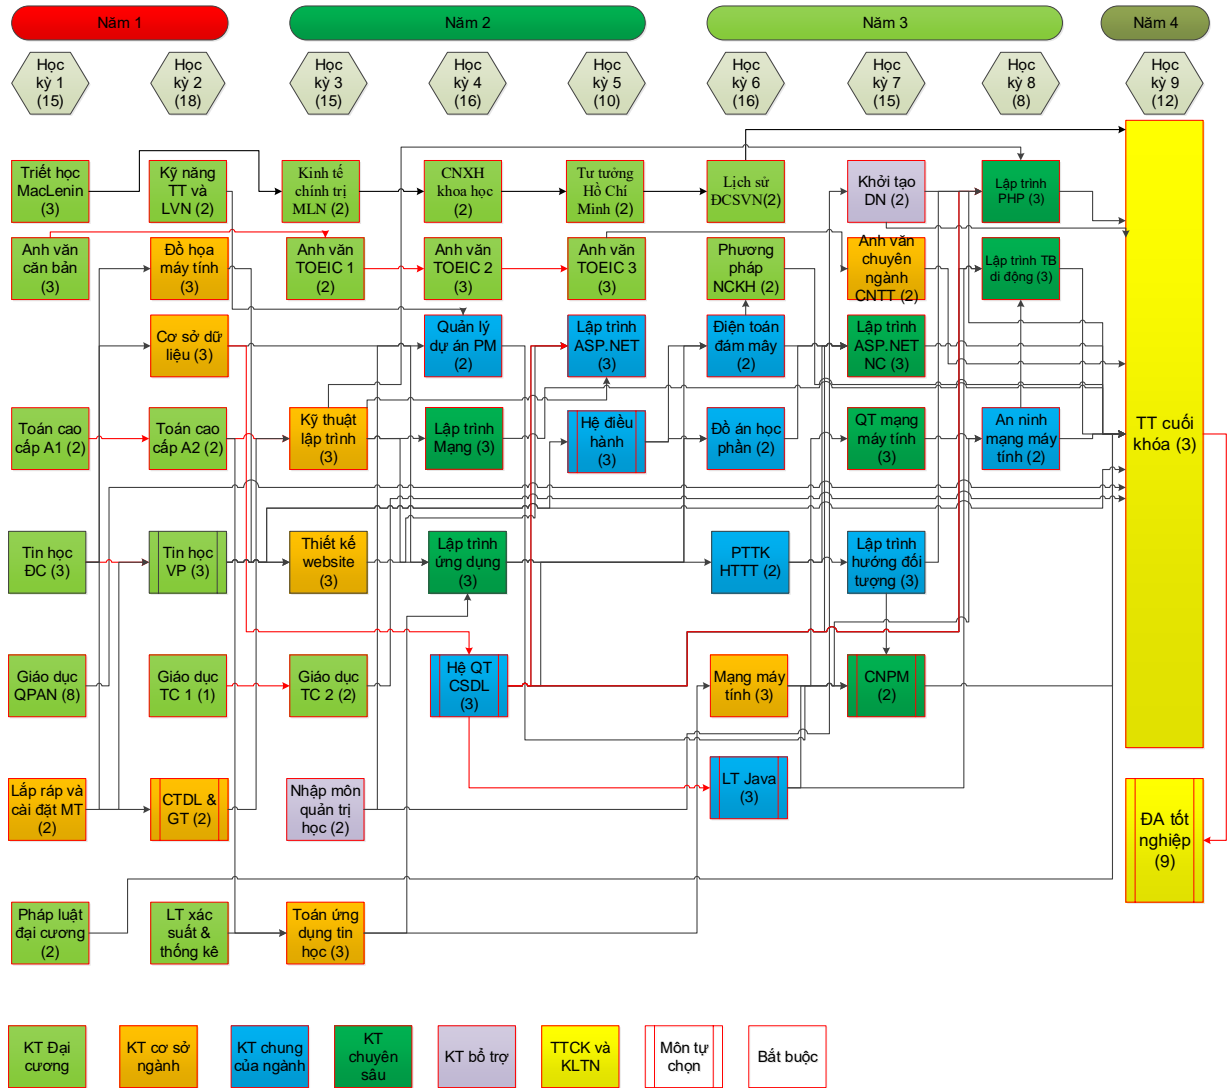 Năm 1
Năm 2
Năm 3
Năm 4
Học
kỳ 1
(15)
Học
kỳ 2
(18)
Học
kỳ 3
(15)
Học
kỳ 4
(16)
Học
kỳ 5
(10)
Học
kỳ 6
(16)
Học
kỳ 7
(15)
Học
kỳ 8
(8)
Học
kỳ 9
(12)
Triết học
MacLenin
(3)
Kỹ năng
TT và
LVN (2)
Kinh tế
chính trị
MLN (2)
CNXH
khoa học
(2)
Tư tưởng
Hồ Chí
Minh (2)
Lịch sử
ĐCSVN(2)
Khởi tạo
DN (2)
Lập trình
PHP (3)
Anh văn
căn bản
(3)
Đồ họa
máy tính
(3)
Anh văn
TOEIC 1
(2)
Anh văn
TOEIC 2
(3)
Anh văn
TOEIC 3
(3)
Phương
pháp
NCKH (2)
Anh văn
chuyên
ngành
CNTT (2)
Lập trình TB
di động (3)
Cơ sở dữ
liệu (3)
Quản lý
dự án PM
(2)
Lập trình
ASP.NET
(3)
Điện toán
đám mây
(2)
Lập trình
ASP.NET
NC (3)
Toán cao
cấp A1 (2)
Toán cao
cấp A2 (2)
Kỹ thuật
lập trình
(3)
Lập trình
Mạng (3)
Hệ điều
hành
(3)
Đồ án học
phần (2)
QT mạng
máy tính
(3)
An ninh
mạng máy
tính (2)
TT cuối
khóa (3)
Tin học
ĐC (3)
Tin học
VP (3)
Thiết kế
website
(3)
Lập trình
ứng dụng
(3)
PTTK
HTTT (2)
Lập trình
hướng đối
tượng (3)
Giáo dục
QPAN (8)
Giáo dục
TC 1 (1)
Giáo dục
TC 2 (2)
Hệ QT
CSDL
(3)
Mạng máy
tính (3)
CNPM
(2)
Lắp ráp và
cài đặt MT
(2)
CTDL &
GT (2)
Nhập môn
quản trị
học (2)
LT Java
(3)
ĐA tốt
nghiệp
(9)
Pháp luật
đại cương
(2)
LT xác
suất &
thống kê
Toán ứng
dụng tin
học (3)
KT Đại
cương
KT cơ sở
ngành
KT chung
của ngành
KT
chuyên
sâu
KT bổ trợ
TTCK và
KLTN
Môn tự
chọn
Bắt buộc